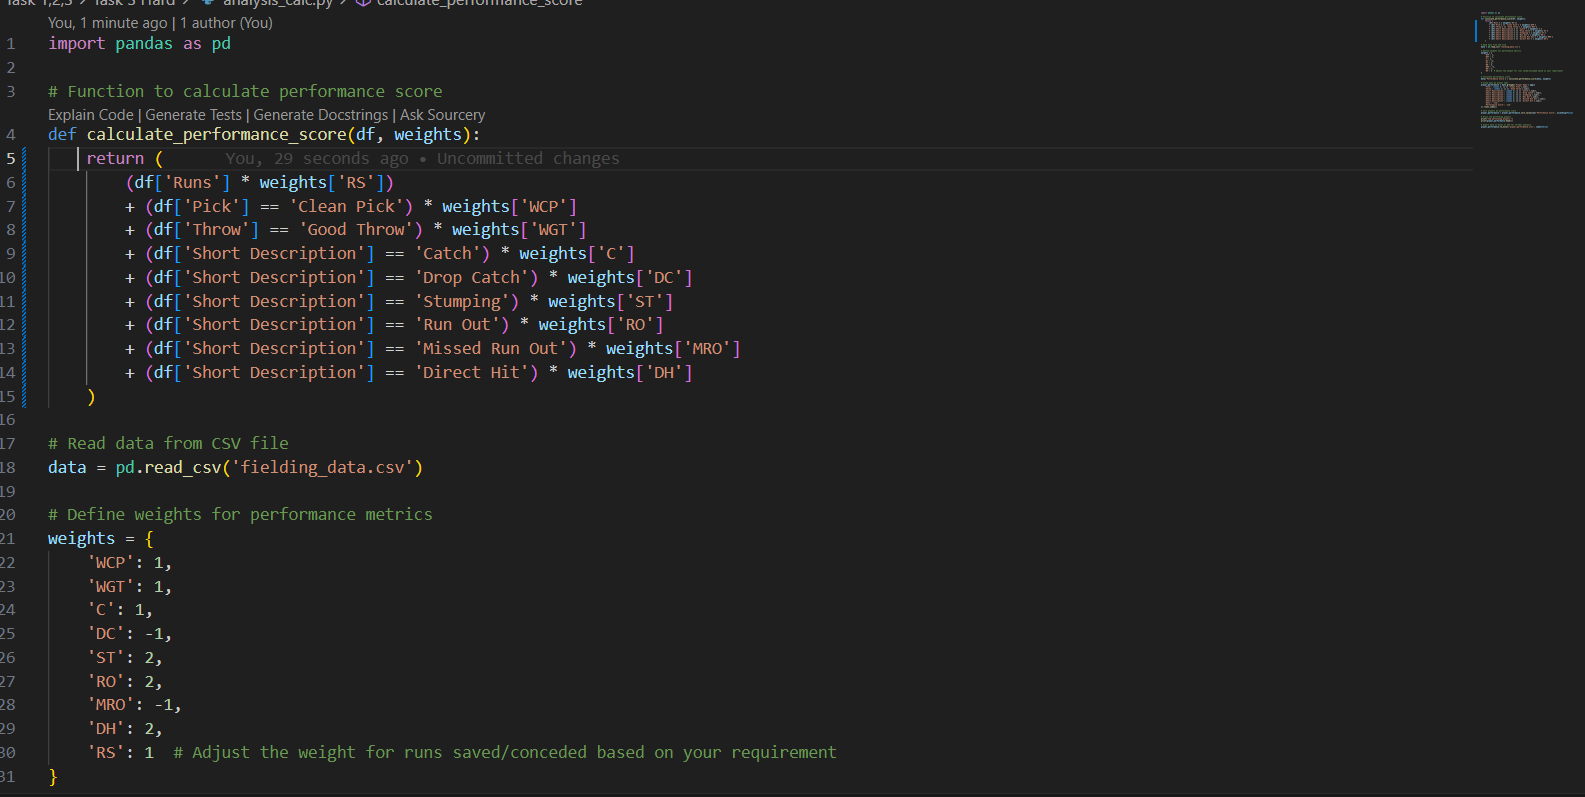 Task 1,2,3 > Task 3 Hard > analysis_calc.py > calculate_performance_score
You, 1 minute ago | 1 author (You)
1 import pandas as pd
2
3 # Function to calculate performance score
Explain Code | Generate Tests | Generate Docstrings | Ask Sourcery
4 def calculate_performance_score(df, weights):
5     return (       You, 29 seconds ago • Uncommitted changes
6         (df['Runs'] * weights['RS'])
7         + (df['Pick'] == 'Clean Pick') * weights['WCP']
8         + (df['Throw'] == 'Good Throw') * weights['WGT']
9         + (df['Short Description'] == 'Catch') * weights['C']
10         + (df['Short Description'] == 'Drop Catch') * weights['DC']
11         + (df['Short Description'] == 'Stumping') * weights['ST']
12         + (df['Short Description'] == 'Run Out') * weights['RO']
13         + (df['Short Description'] == 'Missed Run Out') * weights['MRO']
14         + (df['Short Description'] == 'Direct Hit') * weights['DH']
15     )
16
17 # Read data from CSV file
18 data = pd.read_csv('fielding_data.csv')
19
20 # Define weights for performance metrics
21 weights = {
22     'WCP': 1,
23     'WGT': 1,
24     'C': 1,
25     'DC': -1,
26     'ST': 2,
27     'RO': 2,
28     'MRO': -1,
29     'DH': 2,
30     'RS': 1  # Adjust the weight for runs saved/conceded based on your requirement
31 }